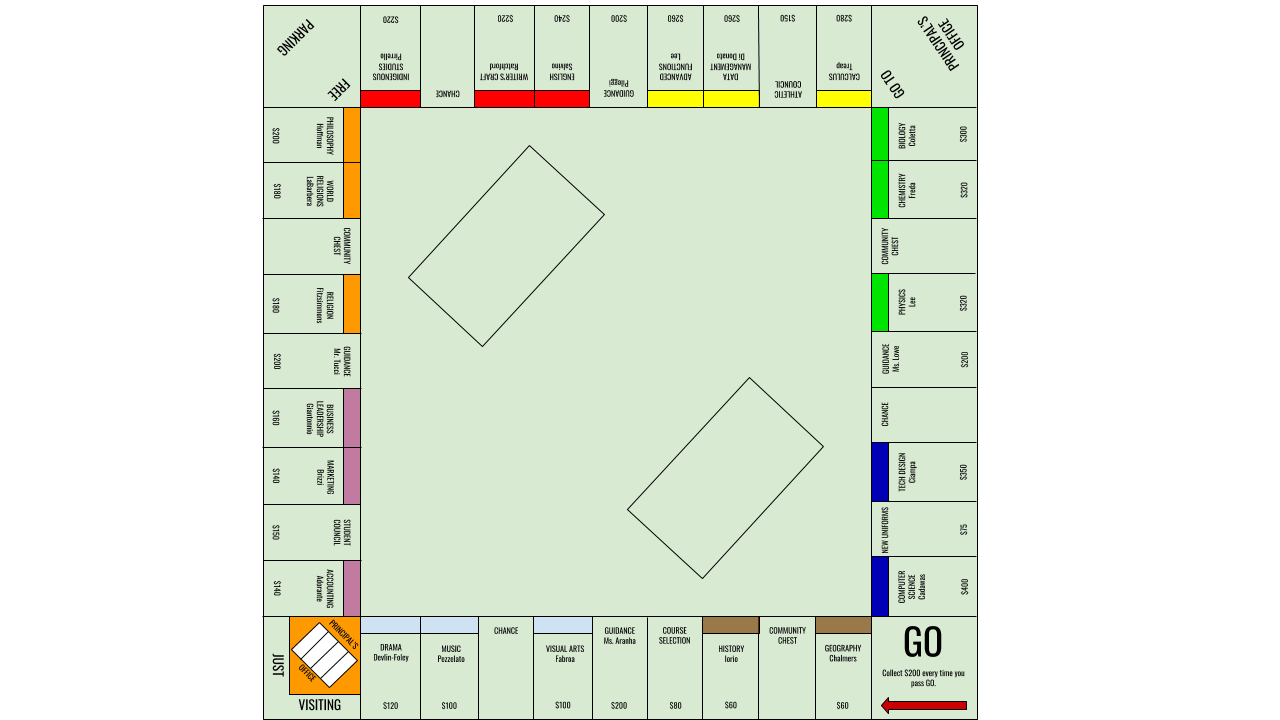 PARKING
FREE
$220
INDIGENOUS
STUDIES
Pirrello
CHANCE
$220
WRITER'S CRAFT
Ratchford
$240
ENGLISH
Salvino
$200
GUIDANCE
Pileggi
$260
ADVANCED
FUNCTIONS
Lee
$260
DATA
MANAGEMENT
Di Donato
$150
ATHLETIC
COUNCIL
$280
CALCULUS
Treap
GO TO
PRINCIPAL'S
OFFICE
PHILOSOPHY
Hoffman
$200
WORLD
RELIGIONS
LaBarbera
$180
COMMUNITY
CHEST
RELIGION
Fitzsimmons
$180
GUIDANCE
Mr. Tucci
$200
BUSINESS
LEADERSHIP
Giantonnio
$160
MARKETING
Brizzi
$140
STUDENT
COUNCIL
$150
ACCOUNTING
Adorante
$140
BIOLOGY
Coletta
$300
CHEMISTRY
Freda
$320
COMMUNITY
CHEST
PHYSICS
Lee
$320
GUIDANCE
Ms. Lowe
$200
CHANCE
TECH DESIGN
Ciampa
$350
NEW UNIFORMS
$75
COMPUTER
SCIENCE
Cadawas
$400
JUST
VISITING
PRINCIPAL'S
OFFICE
DRAMA
Devlin-Foley
$120
MUSIC
Pezzelato
$100
CHANCE
VISUAL ARTS
Fabroa
$100
GUIDANCE
Ms. Aranha
$200
COURSE
SELECTION
$80
HISTORY
Iorio
$60
COMMUNITY
CHEST
GEOGRAPHY
Chalmers
$60
GO
Collect $200 every time you
pass GO.